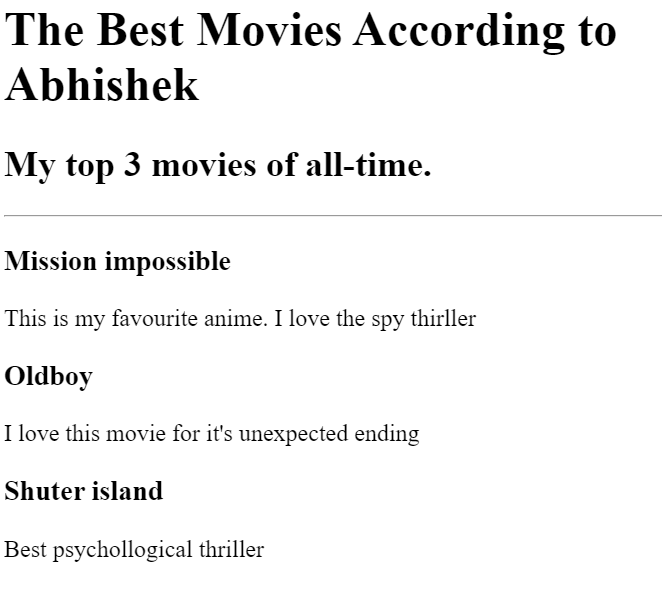 The Best Movies According to
Abhishek
My top 3 movies of all-time.
Mission impossible
This is my favourite anime. I love the spy thirller
Oldboy
I love this movie for it's unexpected ending
Shuter island
Best psychollogical thriller